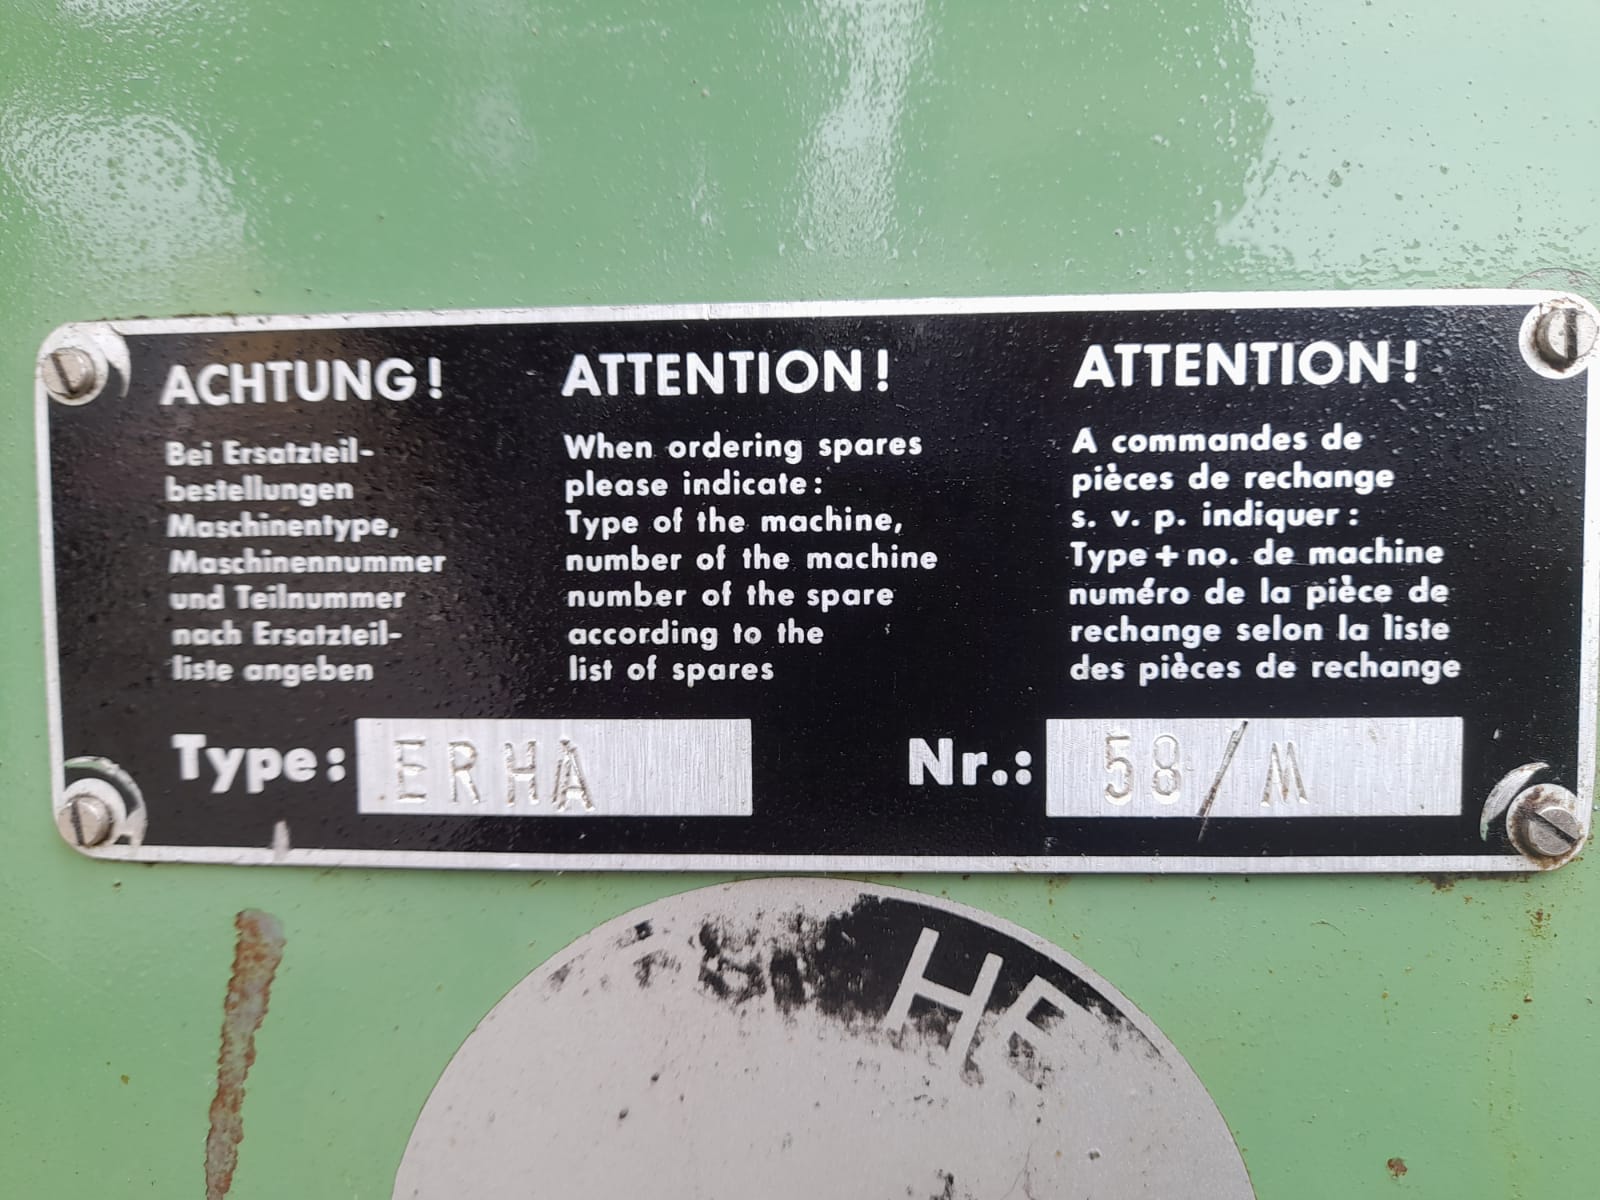 ACHTUNG!
Bei Ersatzteil-
bestellungen
Maschinentype,
Maschinennummer
und Teilnummer
nach Ersatzteil-
liste angeben
ATTENTION!
When ordering spares
please indicate:
Type of the machine,
number of the machine
number of the spare
according to the
list of spares
ATTENTION!
A commandes de
pièces de rechange
s. v. p. indiquer:
Type + no. de machine
numéro de la pièce de
rechange selon la liste
des pièces de rechange
Type: ERHA
Nr.: 58/M
HE